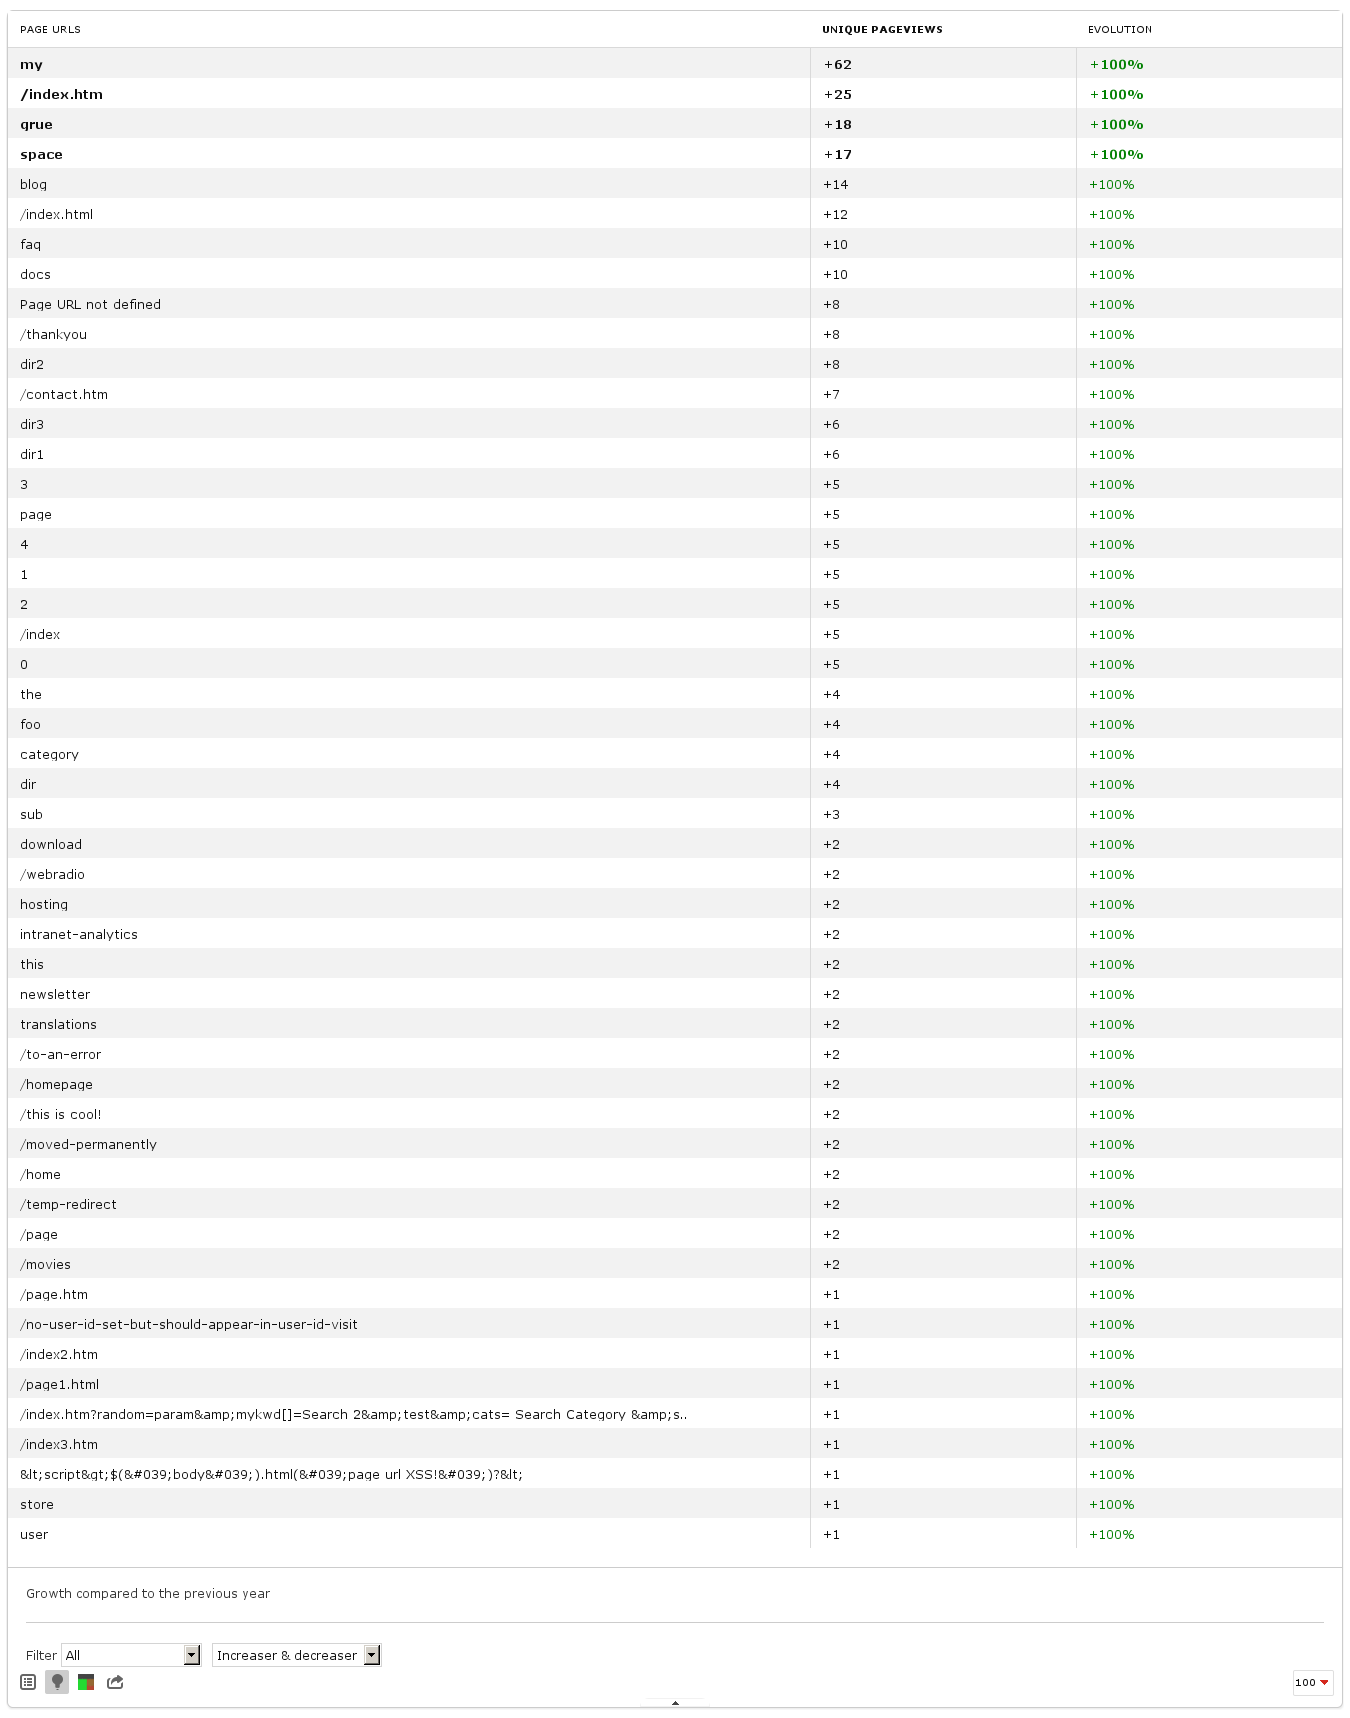 PAGE URLS UNIQUE PAGEVIEWS EVOLUTION
my +62 +100%
/index.htm +25 +100%
grue +18 +100%
space +17 +100%
blog +14 +100%
/index.html +12 +100%
faq +10 +100%
docs +10 +100%
Page URL not defined +8 +100%
/thankyou +8 +100%
dir2 +8 +100%
/contact.htm +7 +100%
dir3 +6 +100%
dir1 +6 +100%
3 +5 +100%
page +5 +100%
4 +5 +100%
1 +5 +100%
2 +5 +100%
/index +5 +100%
0 +5 +100%
the +4 +100%
foo +4 +100%
category +4 +100%
dir +4 +100%
sub +3 +100%
download +2 +100%
/webradio +2 +100%
hosting +2 +100%
intranet-analytics +2 +100%
this +2 +100%
newsletter +2 +100%
translations +2 +100%
/to-an-error +2 +100%
/homepage +2 +100%
/this is cool! +2 +100%
/moved-permanently +2 +100%
/home +2 +100%
/temp-redirect +2 +100%
/page +2 +100%
/movies +2 +100%
/page.htm +1 +100%
/no-user-id-set-but-should-appear-in-user-id-visit +1 +100%
/index2.htm +1 +100%
/page1.html +1 +100%
/index.htm?random=param&amp;mykwd[]=Search 2&amp;test&amp;cats= Search Category &amp;s.. +1 +100%
/index3.htm +1 +100%
&lt;script&gt;$(&#039;body&#039;).html(&#039;page url XSS!&#039;)?&lt; +1 +100%
store +1 +100%
user +1 +100%
Growth compared to the previous year
Filter All Increaser & decreaser
100